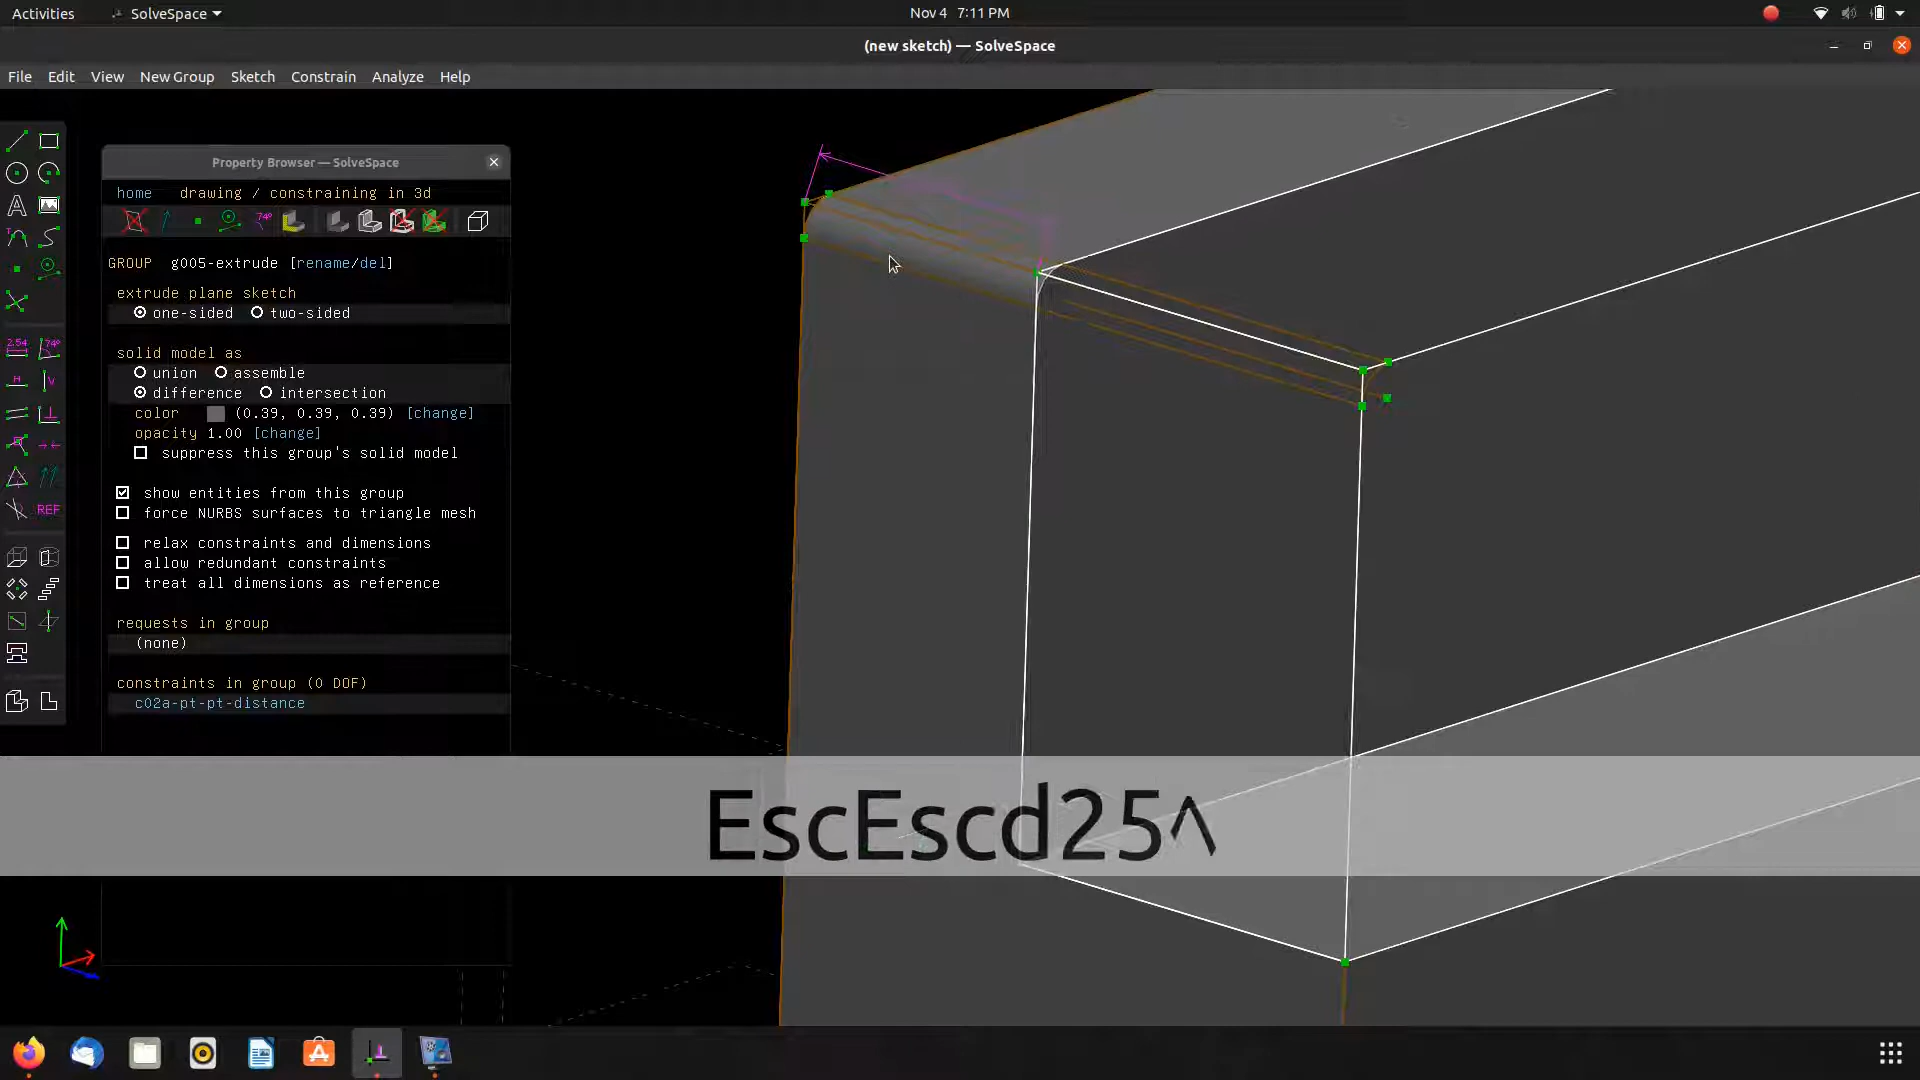 Activities
SolveSpace
Nov 4 7:11 PM
(new sketch) — SolveSpace
File Edit View New Group Sketch Constrain Analyze Help
Property Browser — SolveSpace
home drawing / constraining in 3d
74°
GROUP g005-extrude [rename/del]
extrude plane sketch
one-sided two-sided
solid model as
union assemble
difference intersection
color (0.39, 0.39, 0.39) [change]
opacity 1.00 [change]
suppress this group's solid model
show entities from this group
force NURBS surfaces to triangle mesh
relax constraints and dimensions
allow redundant constraints
treat all dimensions as reference
requests in group
(none)
constraints in group (0 DOF)
c02a-pt-pt-distance
2.54 74°
H V
REF
EscEscd25^